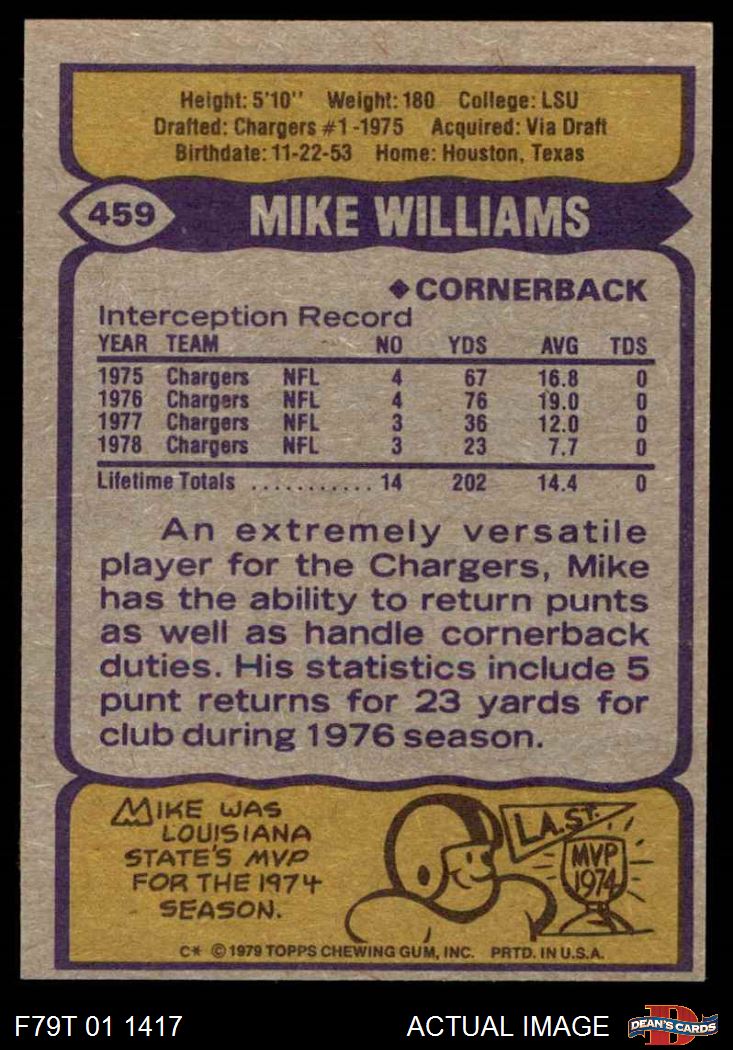 Height: 5'10'' Weight: 180 College: LSU
Drafted: Chargers #1-1975 Acquired: Via Draft
Birthdate: 11-22-53 Home: Houston, Texas
459 MIKE WILLIAMS
◆CORNERBACK
Interception Record
YEAR TEAM NO YDS AVG TDS
1975 Chargers NFL 4 67 16.8 0
1976 Chargers NFL 4 76 19.0 0
1977 Chargers NFL 3 36 12.0 0
1978 Chargers NFL 3 23 7.7 0
Lifetime Totals ........... 14 202 14.4 0
An extremely versatile
player for the Chargers, Mike
has the ability to return punts
as well as handle cornerback
duties. His statistics include 5
punt returns for 23 yards for
club during 1976 season.
MIKE WAS
LOUISIANA
STATE'S MVP
FOR THE 1974
SEASON.
LA. ST.
MVP
1974
C* © 1979 TOPPS CHEWING GUM, INC. PRTD. IN U.S.A.
F79T 01 1417 ACTUAL IMAGE D DEAN'S CARDS